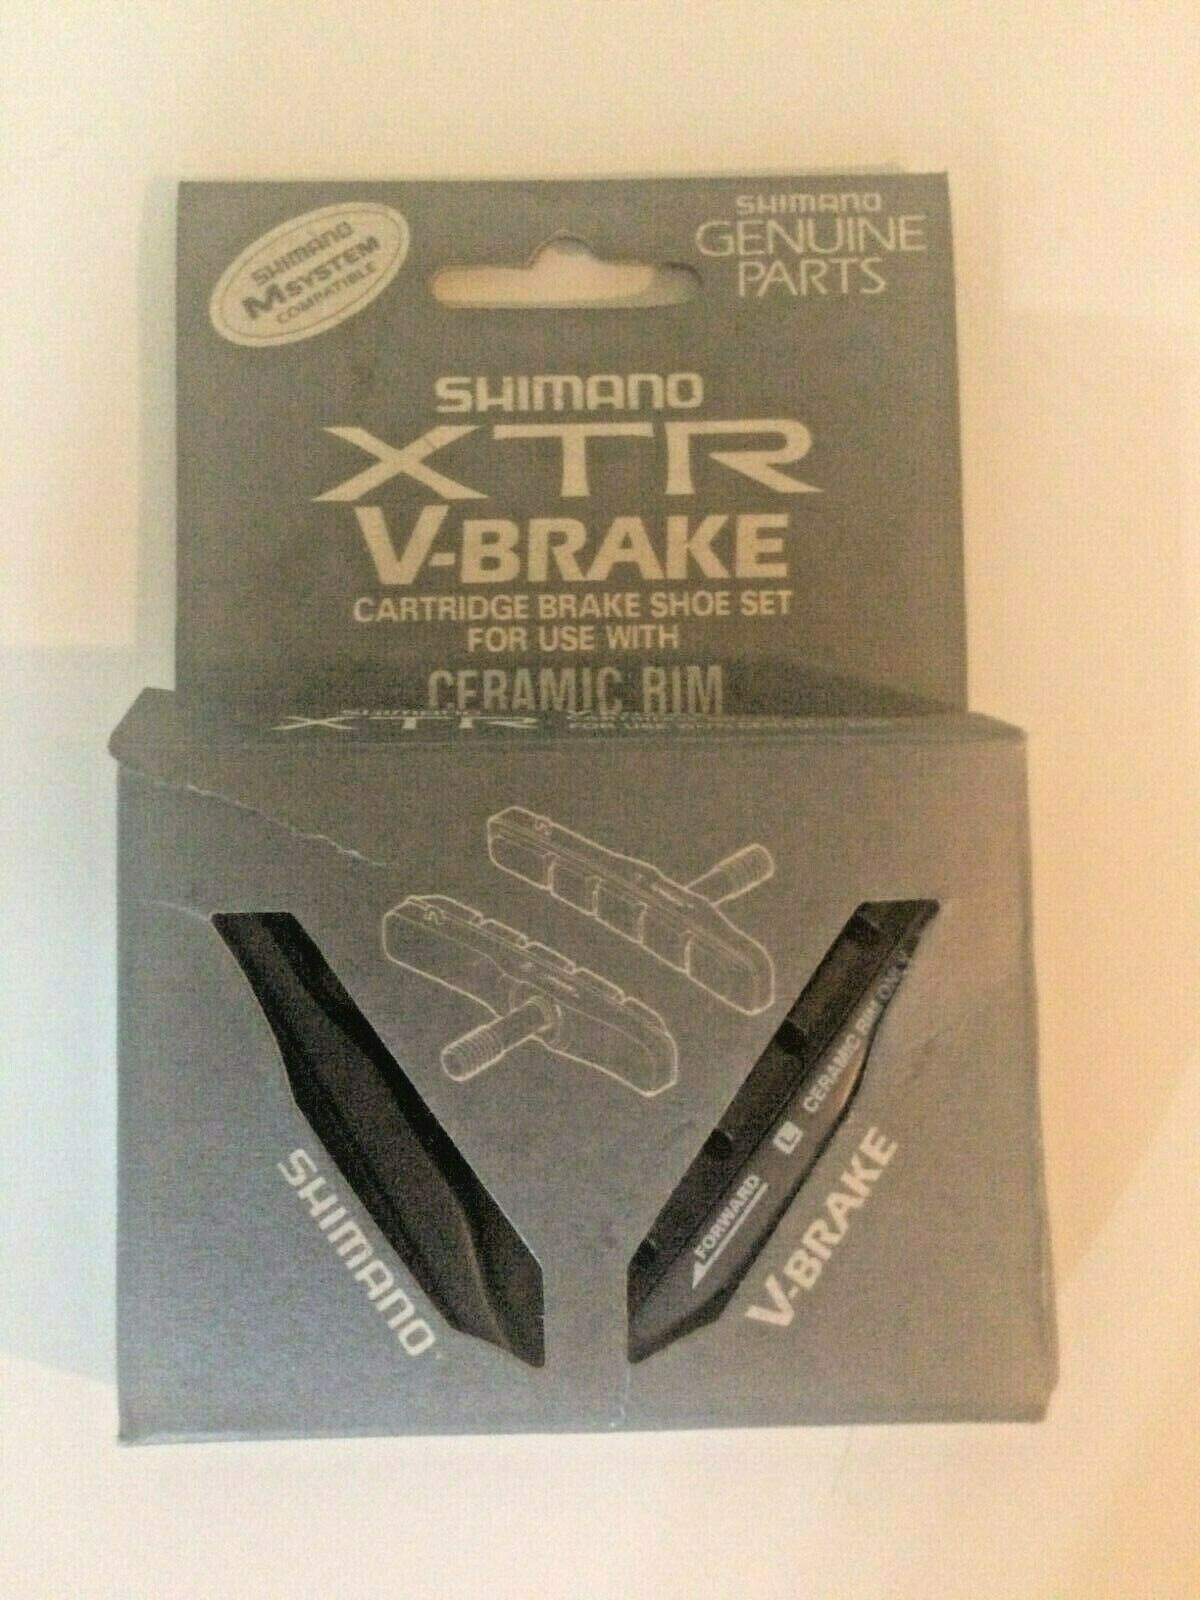 SHIMANO
M SYSTEM
COMPATIBLE
SHIMANO
GENUINE
PARTS
SHIMANO
XTR
V-BRAKE
CARTRIDGE BRAKE SHOE SET
FOR USE WITH
CERAMIC RIM
SHIMANO
XTR
SHIMANO
FORWARD
L CERAMIC RIM ONLY
V-BRAKE